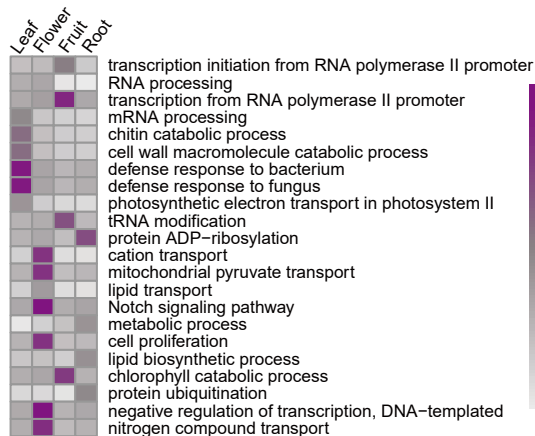 Leaf
Flower
Fruit
Root
transcription initiation from RNA polymerase II promoter
RNA processing
transcription from RNA polymerase II promoter
mRNA processing
chitin catabolic process
cell wall macromolecule catabolic process
defense response to bacterium
defense response to fungus
photosynthetic electron transport in photosystem II
tRNA modification
protein ADP−ribosylation
cation transport
mitochondrial pyruvate transport
lipid transport
Notch signaling pathway
metabolic process
cell proliferation
lipid biosynthetic process
chlorophyll catabolic process
protein ubiquitination
negative regulation of transcription, DNA−templated
nitrogen compound transport